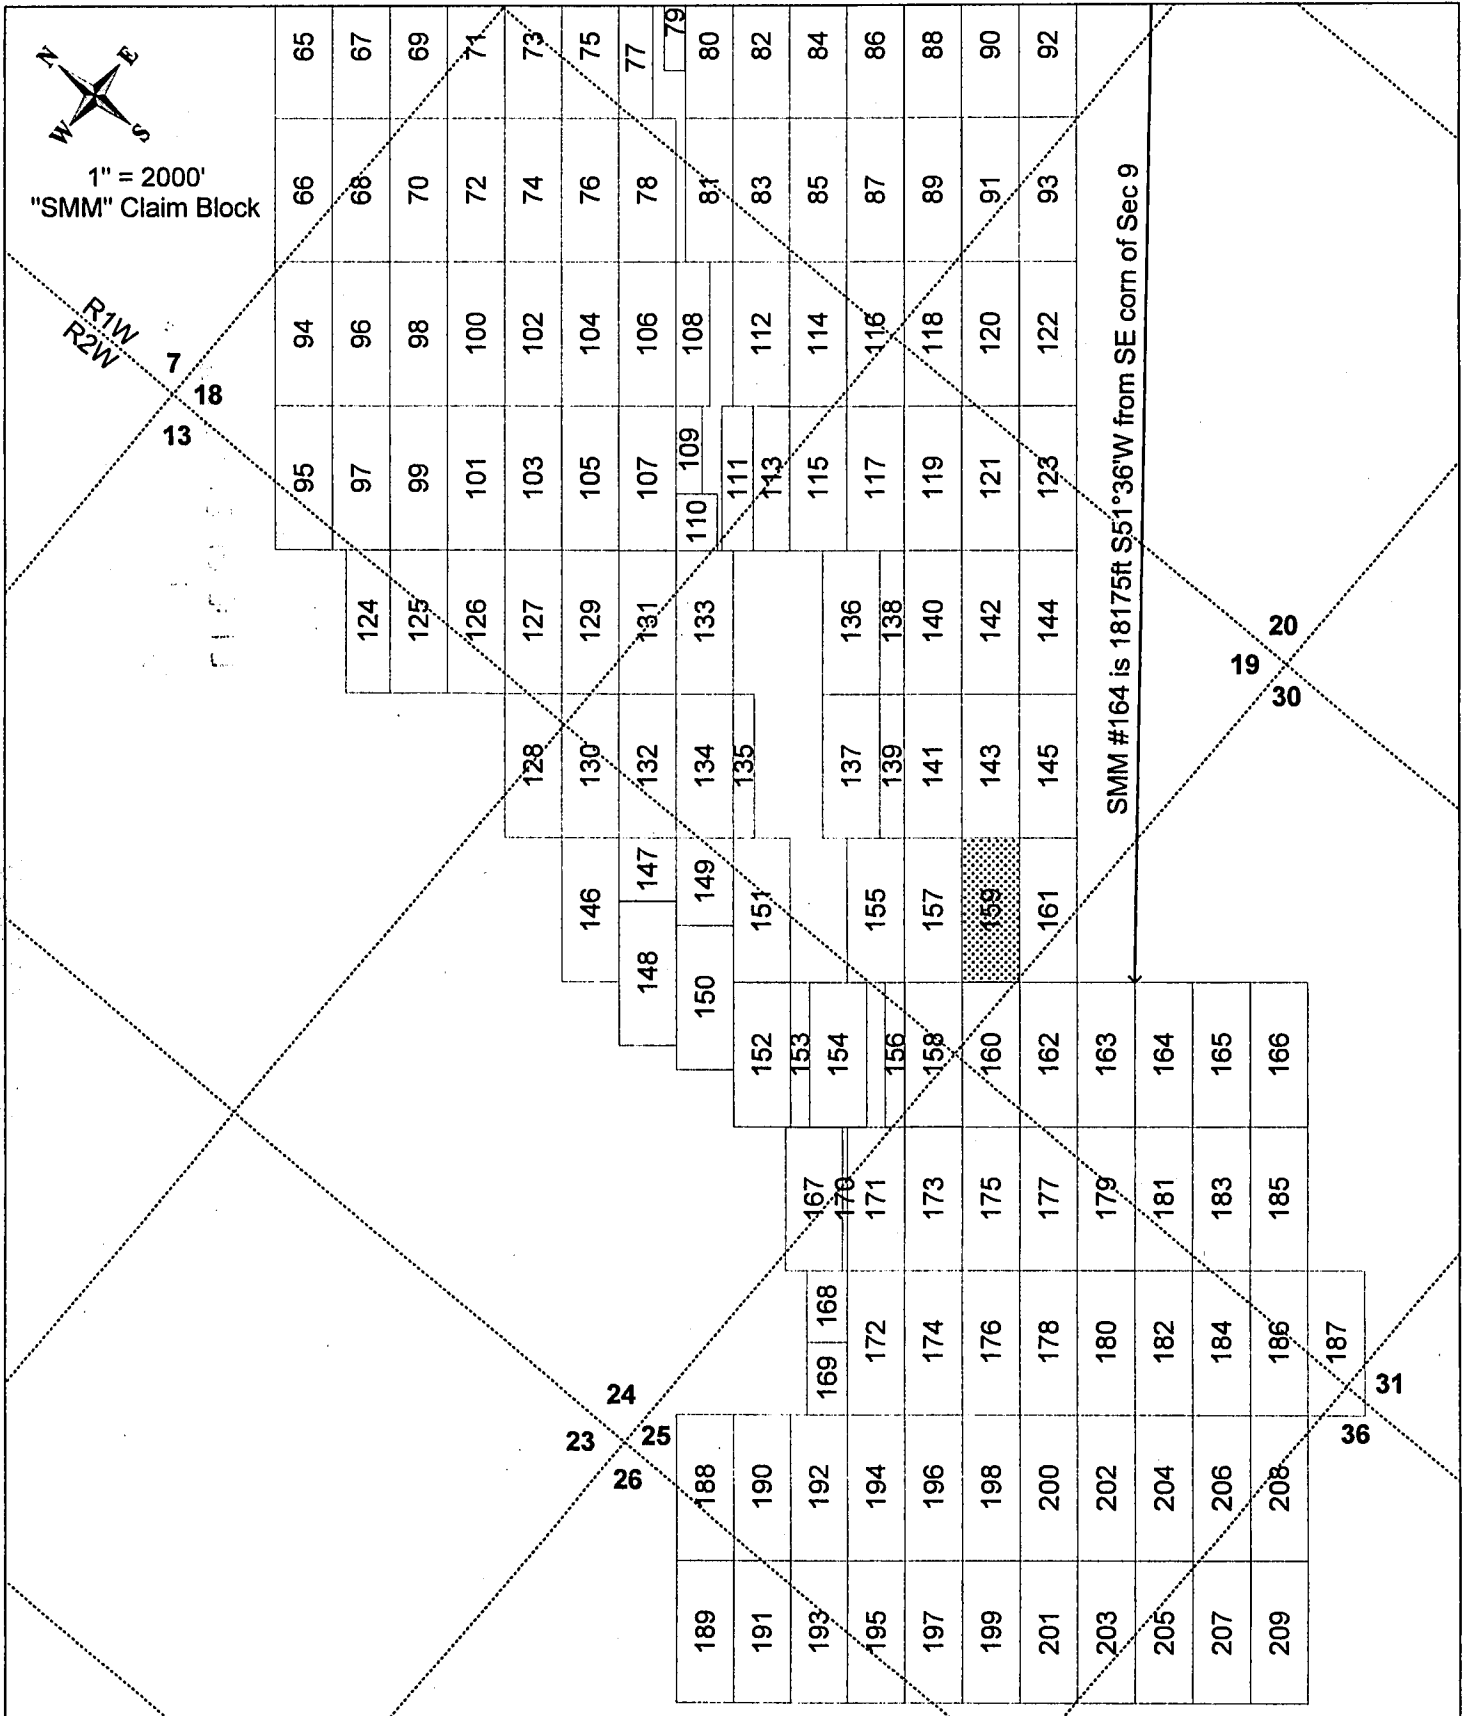 N E
W S
1" = 2000'
"SMM" Claim Block
65 67 69 71 73 75 77 79 80 82 84 86 88 90 92
66 68 70 72 74 76 78 81 83 85 87 89 91 93
R1W
R2W
7
18
13
94 96 98 100 102 104 106 108 112 114 116 118 120 122
95 97 99 101 103 105 107 109 110 111 113 115 117 119 121 123
124 125 126 127 129 131 133 136 138 140 142 144
128 130 132 134 135 137 139 141 143 145
146 147 148 149 150 151 155 157 159 161
152 153 154 156 158 160 162 163 164 165 166
167 170 171 173 175 177 179 181 183 185
168 169 172 174 176 178 180 182 184 186 187
188 190 192 194 196 198 200 202 204 206 208
189 191 193 195 197 199 201 203 205 207 209
SMM #164 is 18175ft S51°36'W from SE corn of Sec 9
20
19
30
24
23
25
26
31
36